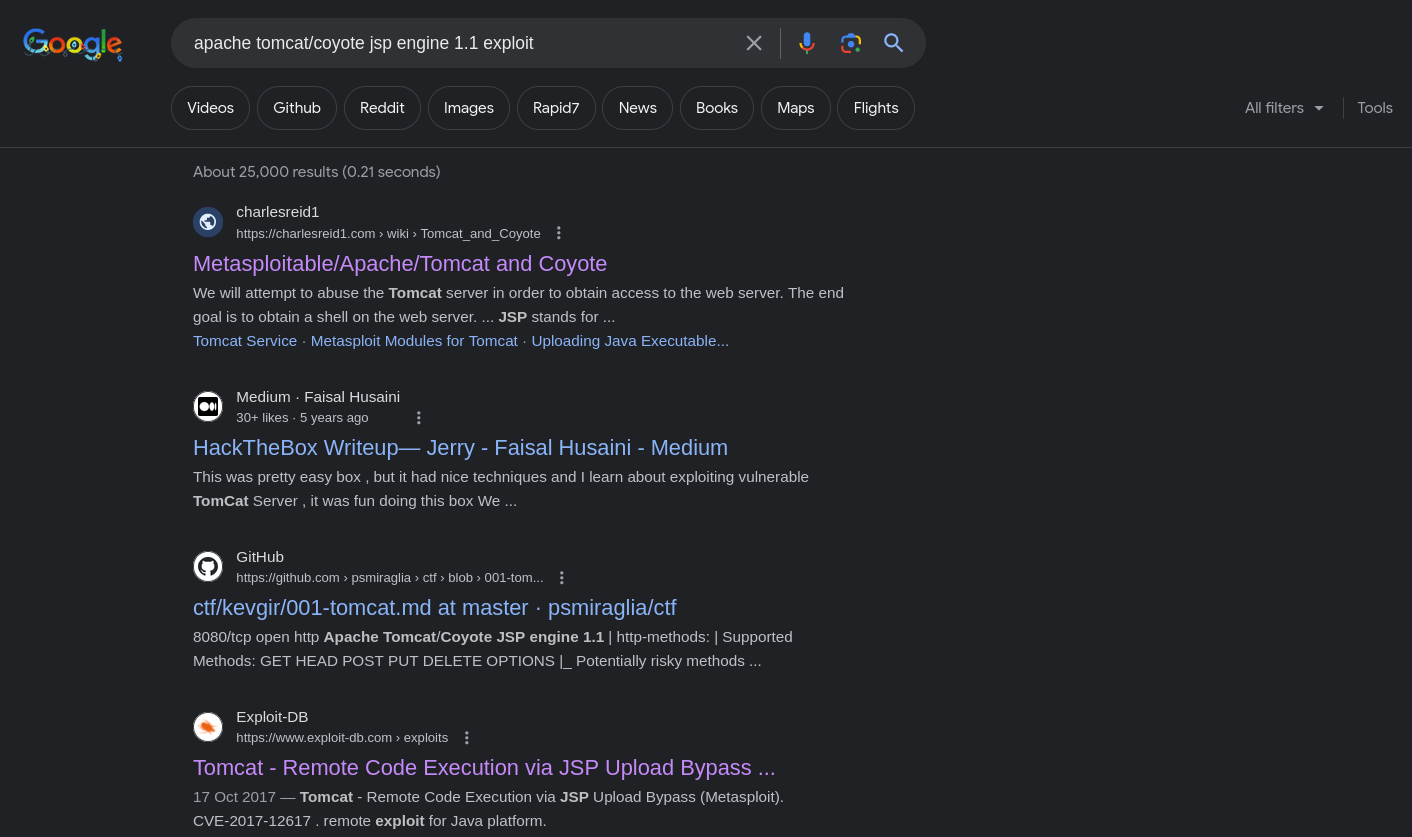 Google
apache tomcat/coyote jsp engine 1.1 exploit
Videos Github Reddit Images Rapid7 News Books Maps Flights All filters Tools
About 25,000 results (0.21 seconds)
charlesreid1
https://charlesreid1.com › wiki › Tomcat_and_Coyote
Metasploitable/Apache/Tomcat and Coyote
We will attempt to abuse the Tomcat server in order to obtain access to the web server. The end
goal is to obtain a shell on the web server. ... JSP stands for ...
Tomcat Service · Metasploit Modules for Tomcat · Uploading Java Executable...
Medium · Faisal Husaini
30+ likes · 5 years ago
HackTheBox Writeup— Jerry - Faisal Husaini - Medium
This was pretty easy box , but it had nice techniques and I learn about exploiting vulnerable
TomCat Server , it was fun doing this box We ...
GitHub
https://github.com › psmiraglia › ctf › blob › 001-tom...
ctf/kevgir/001-tomcat.md at master · psmiraglia/ctf
8080/tcp open http Apache Tomcat/Coyote JSP engine 1.1 | http-methods: | Supported
Methods: GET HEAD POST PUT DELETE OPTIONS |_ Potentially risky methods ...
Exploit-DB
https://www.exploit-db.com › exploits
Tomcat - Remote Code Execution via JSP Upload Bypass ...
17 Oct 2017 — Tomcat - Remote Code Execution via JSP Upload Bypass (Metasploit).
CVE-2017-12617 . remote exploit for Java platform.